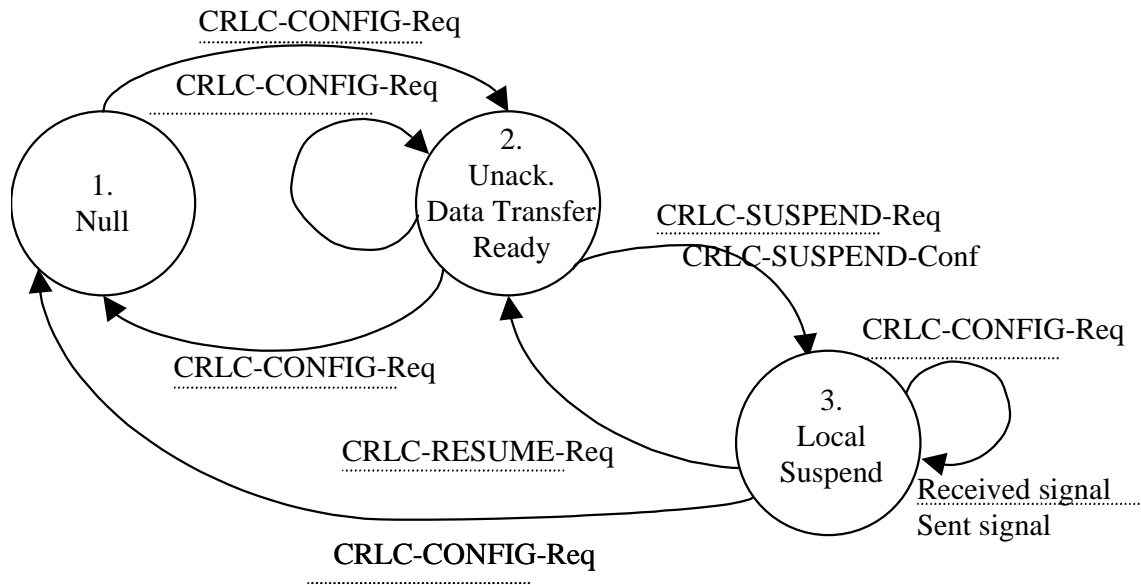 CRLC-CONFIG-Req
CRLC-CONFIG-Req
1.
Null
2.
Unack.
Data Transfer
Ready
CRLC-SUSPEND-Req
CRLC-SUSPEND-Conf
CRLC-CONFIG-Req
CRLC-CONFIG-Req
3.
Local
Suspend
CRLC-RESUME-Req
Received signal
Sent signal
CRLC-CONFIG-Req